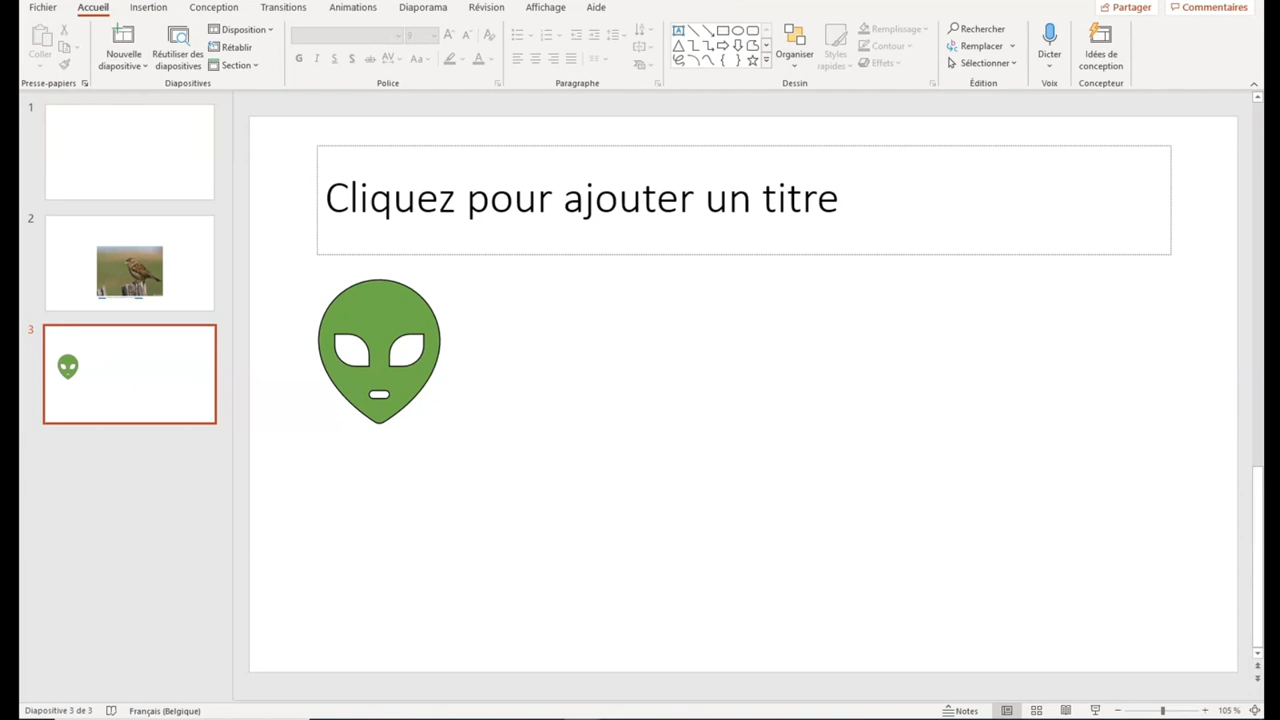 Fichier Accueil Insertion Conception Transitions Animations Diaporama Révision Affichage Aide Partager Commentaires
Coller
Presse-papiers
Nouvelle diapositive
Réutiliser des diapositives
Disposition
Rétablir
Section
Diapositives
G I S S ab AV Aa A
Police
Paragraphe
Organiser
Styles rapides
Remplissage
Contour
Effets
Dessin
Rechercher
Remplacer
Sélectionner
Édition
Dicter
Voix
Idées de conception
Concepteur
1
2
3
Cliquez pour ajouter un titre
Diapositive 3 de 3 Français (Belgique) Notes 105 %